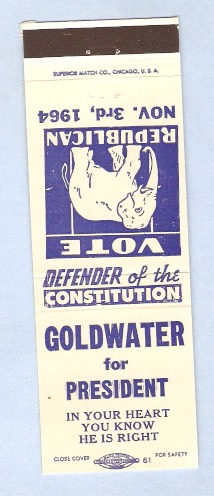 SUPERIOR MATCH CO., CHICAGO, U.S.A.
NOV. 3rd, 1964
REPUBLICAN
VOTE
DEFENDER of the
CONSTITUTION
GOLDWATER
for
PRESIDENT
IN YOUR HEART
YOU KNOW
HE IS RIGHT
CLOSE COVER 61 FOR SAFETY